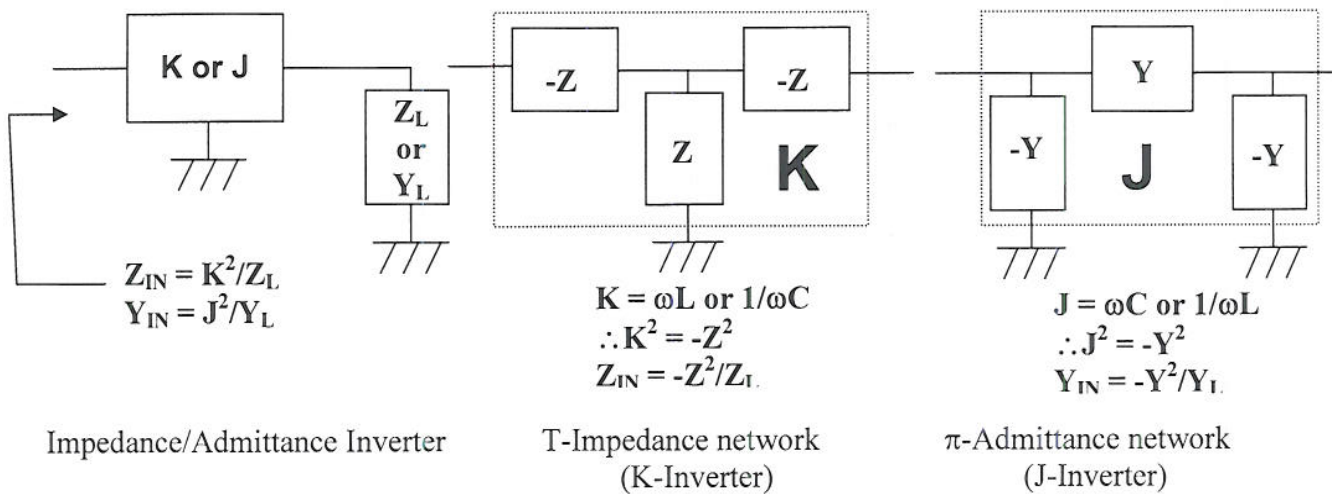 K or J
Z_L
or
Y_L
Z_IN = K²/Z_L
Y_IN = J²/Y_L
Impedance/Admittance Inverter
-Z
-Z
Z
K
K = ωL or 1/ωC
∴K² = -Z²
Z_IN = -Z²/Z_L
T-Impedance network
(K-Inverter)
Y
-Y
-Y
J
J = ωC or 1/ωL
∴J² = -Y²
Y_IN = -Y²/Y_L
π-Admittance network
(J-Inverter)